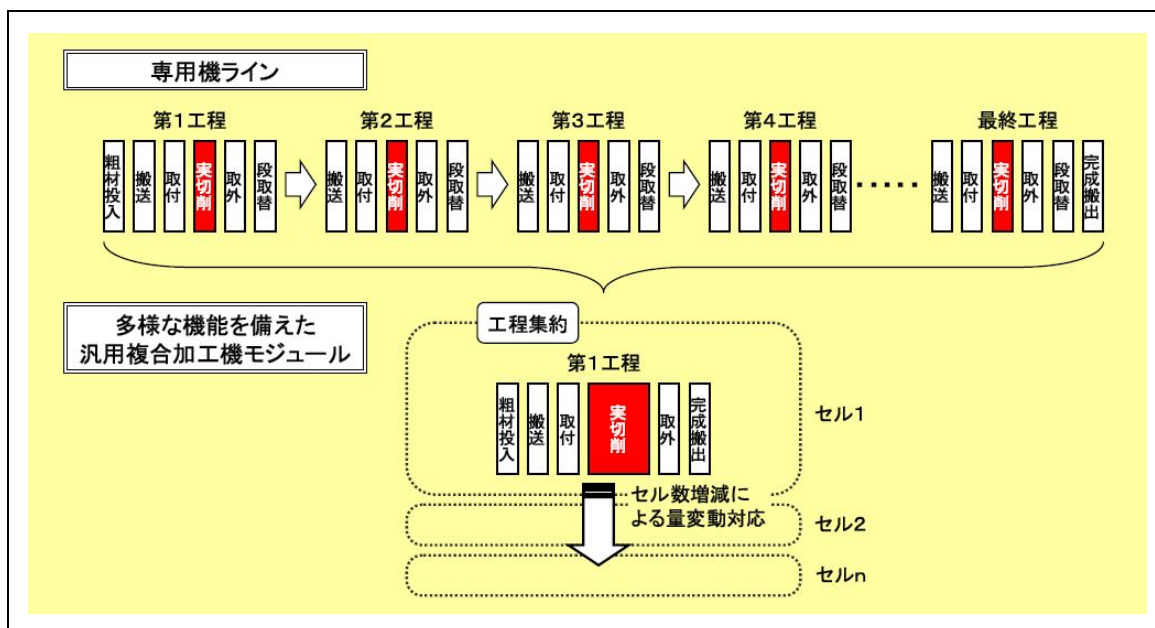 専用機ライン
第1工程
第2工程
第3工程
第4工程
最終工程
粗材投入
搬送
取付
実切削
取外
段取替
搬送
取付
実切削
取外
段取替
搬送
取付
実切削
取外
段取替
搬送
取付
実切削
取外
段取替
・・・・・
搬送
取付
実切削
取外
段取替
完成搬出
多様な機能を備えた
汎用複合加工機モジュール
工程集約
第1工程
粗材投入
搬送
取付
実切削
取外
完成搬出
セル1
セル数増減に
よる量変動対応
セル2
セルn